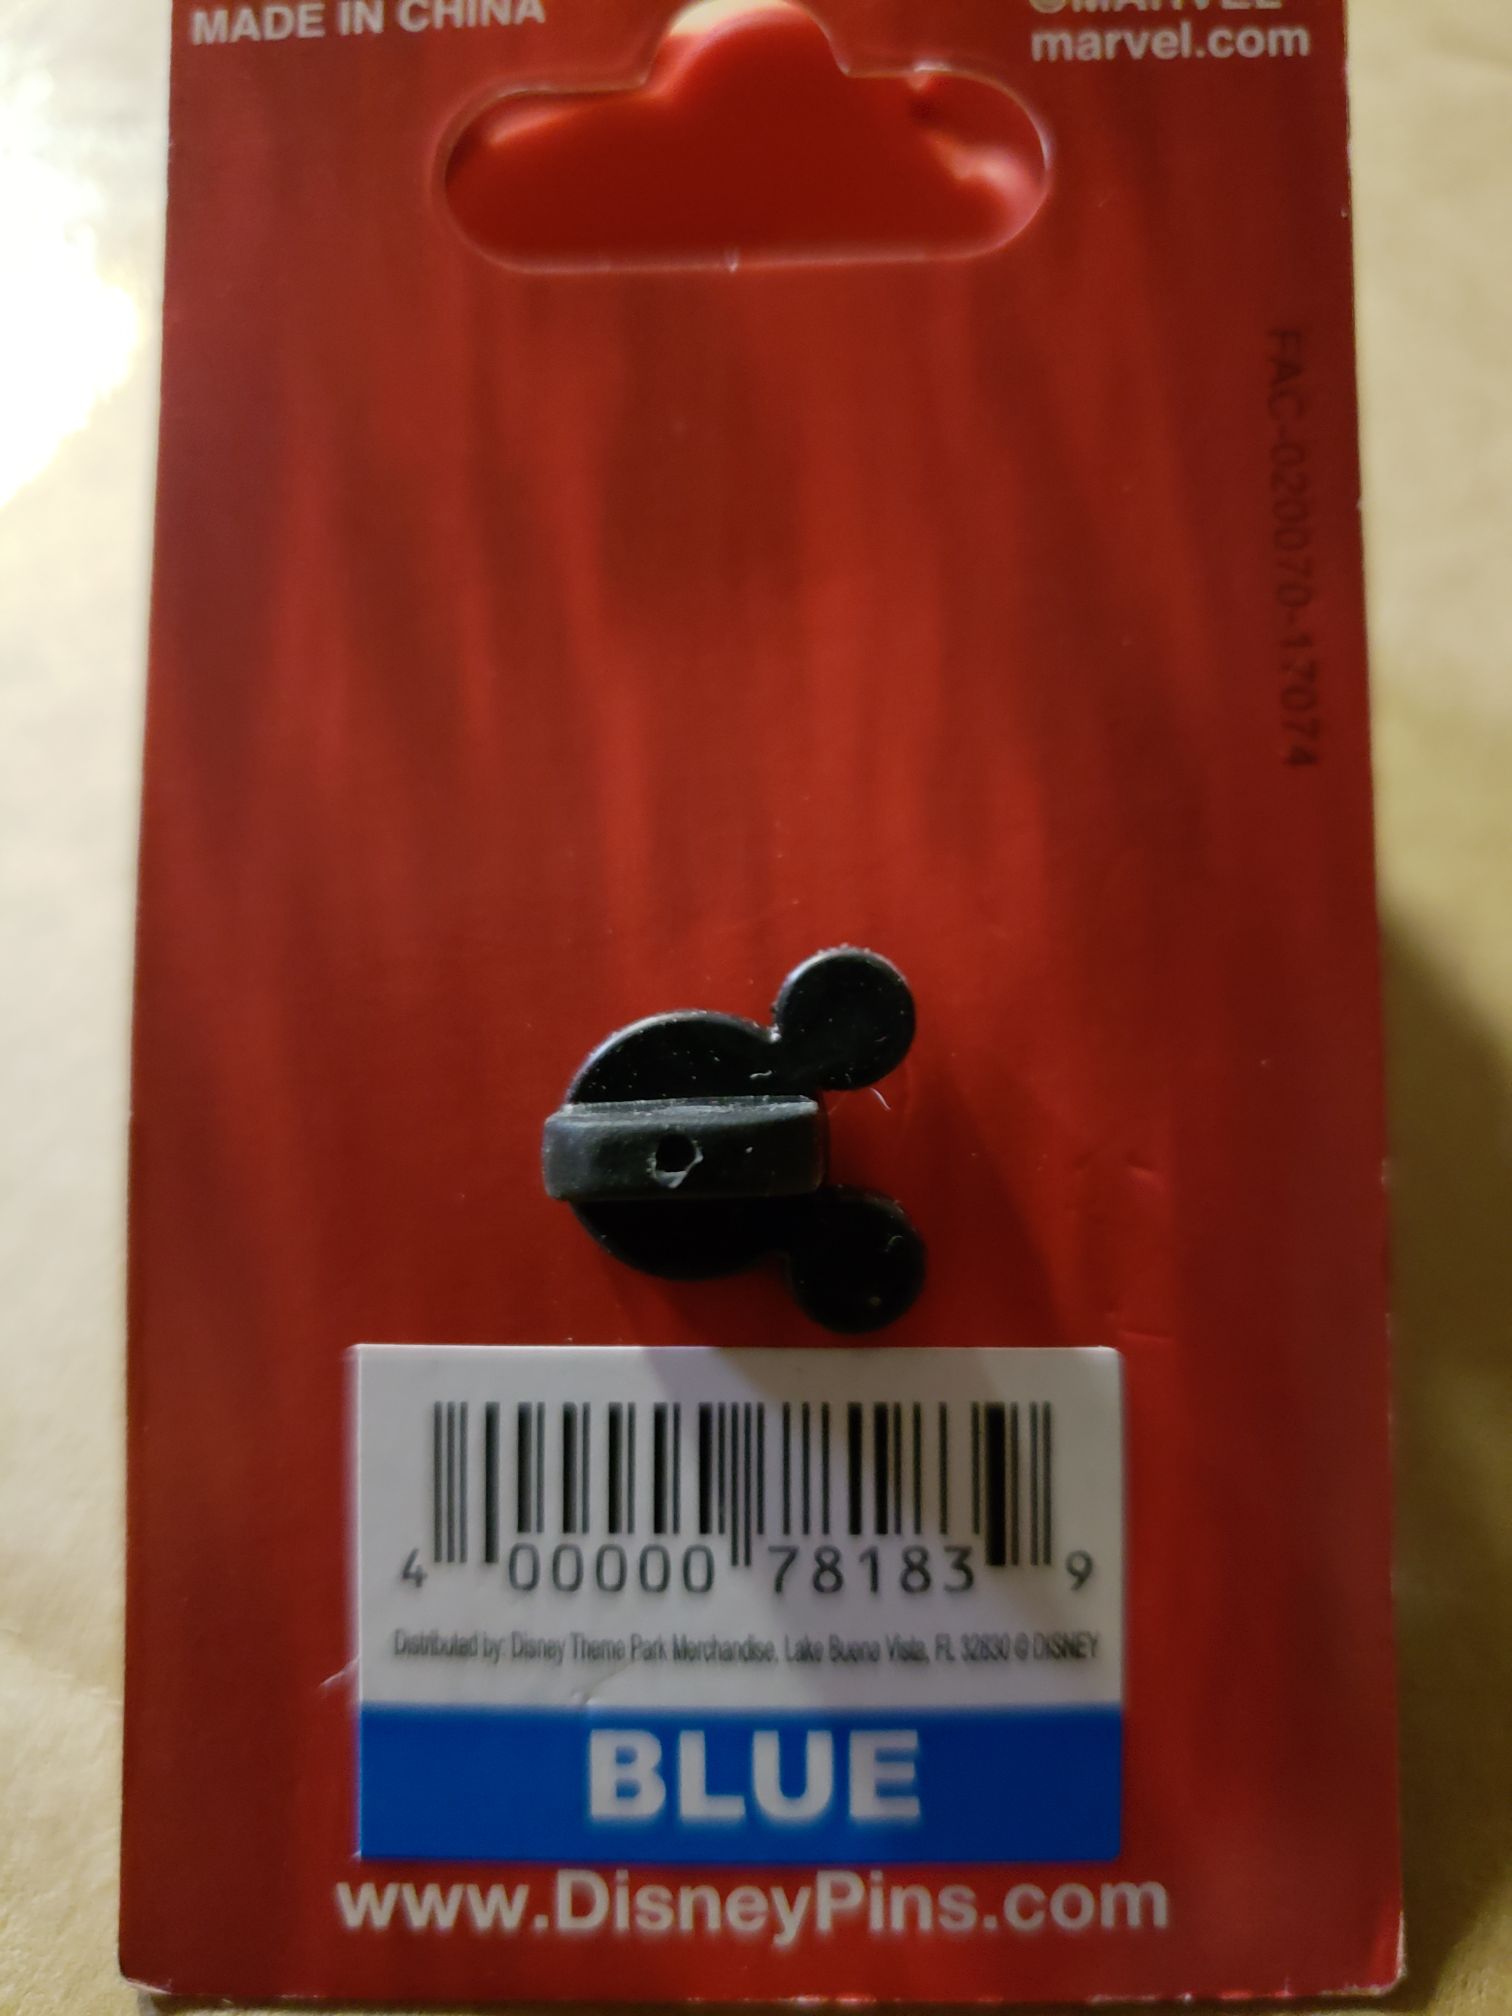 MADE IN CHINA
©MARVEL
marvel.com
FAC-020070-17074
4 00000 78183 9
Distributed by: Disney Theme Park Merchandise, Lake Buena Vista, FL 32830 © DISNEY
BLUE
www.DisneyPins.com